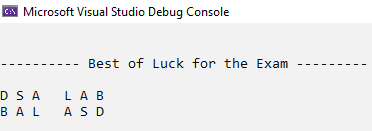 Microsoft Visual Studio Debug Console
---------- Best of Luck for the Exam ---------
D S A   L A B
B A L   A S D